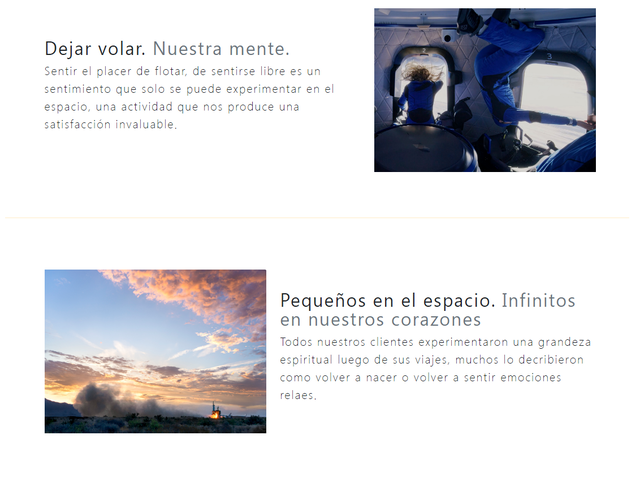 Dejar volar. Nuestra mente.
Sentir el placer de flotar, de sentirse libre es un
sentimiento que solo se puede experimentar en el
espacio, una actividad que nos produce una
satisfacción invaluable.
Pequeños en el espacio. Infinitos
en nuestros corazones
Todos nuestros clientes experimentaron una grandeza
espiritual luego de sus viajes, muchos lo decribieron
como volver a nacer o volver a sentir emociones
relaes.